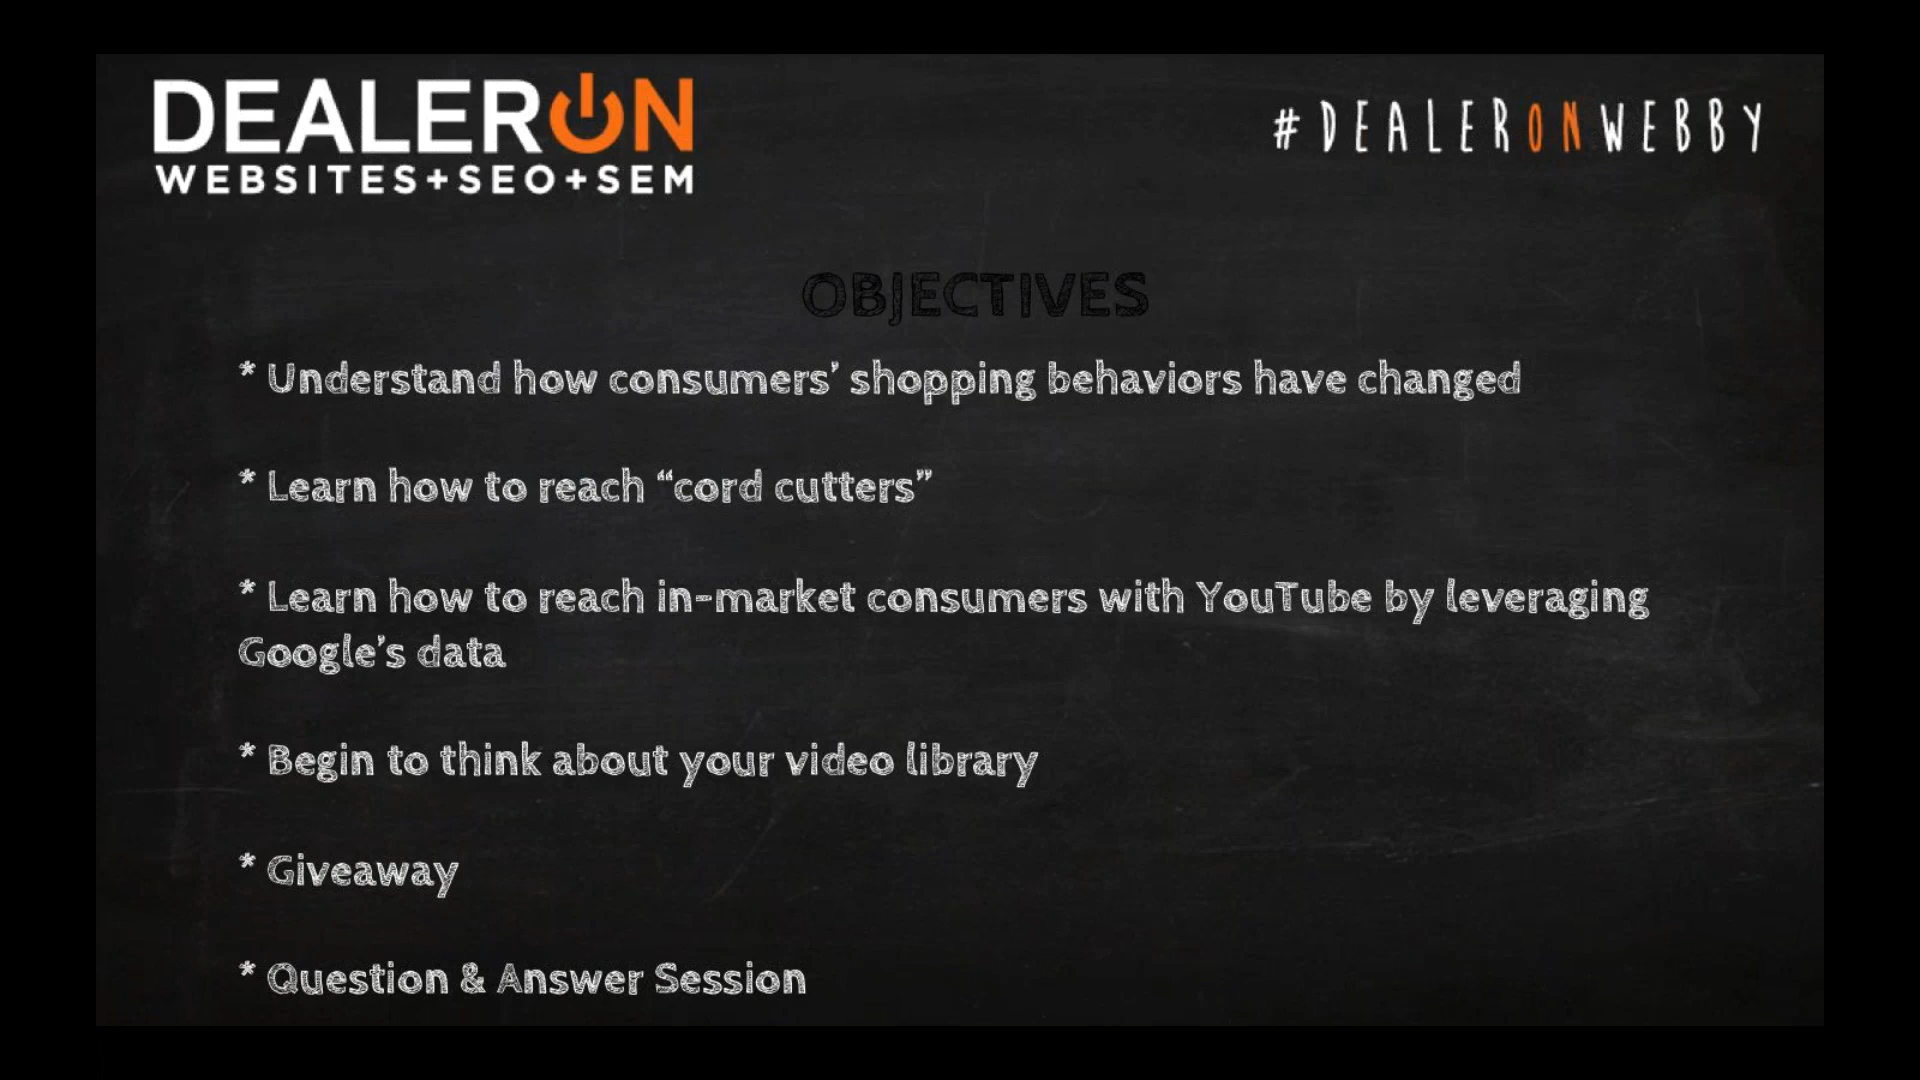 DEALERON
WEBSITES+SEO+SEM
#DEALERONWEBBY
OBJECTIVES
* Understand how consumers’ shopping behaviors have changed
* Learn how to reach “cord cutters”
* Learn how to reach in-market consumers with YouTube by leveraging
Google’s data
* Begin to think about your video library
* Giveaway
* Question & Answer Session